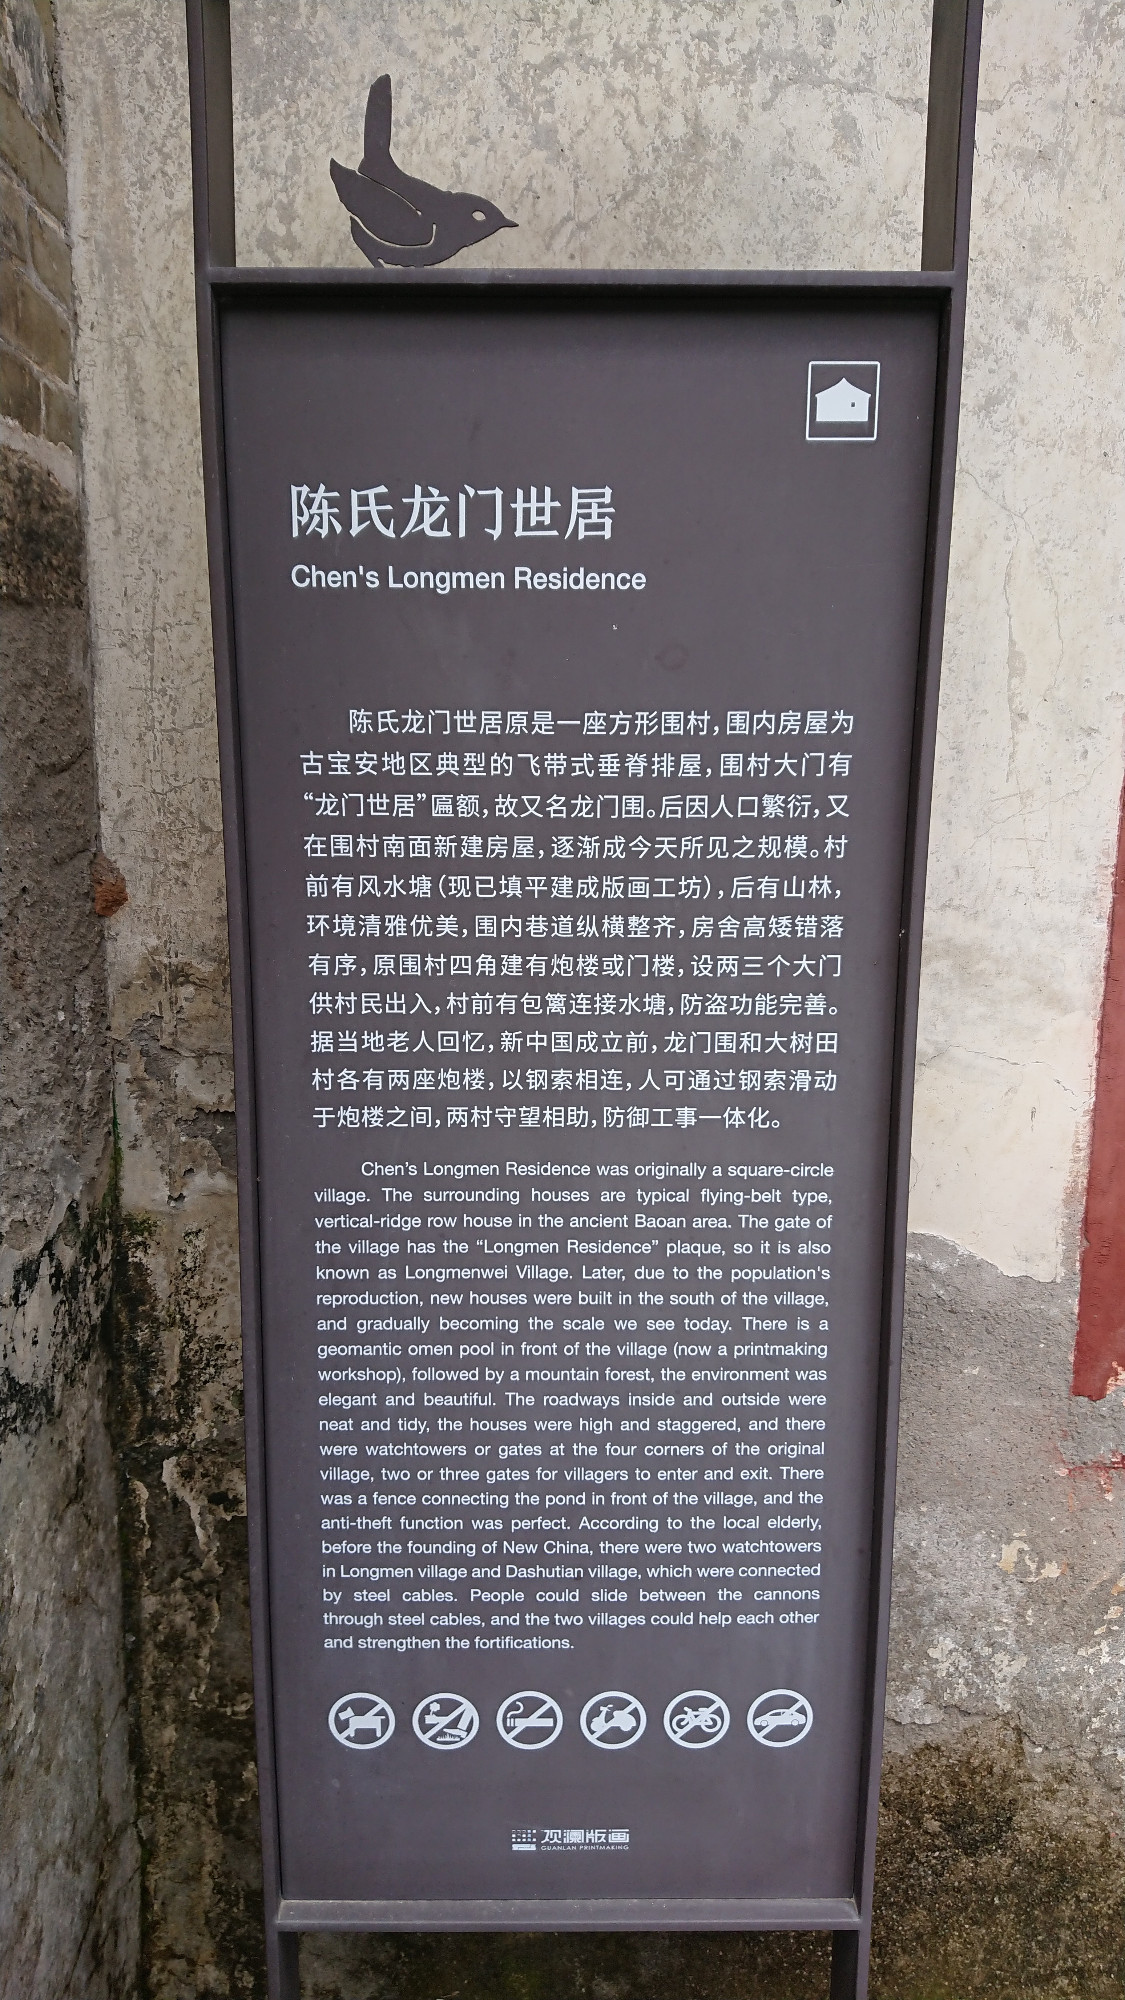 陈氏龙门世居
Chen's Longmen Residence
陈氏龙门世居原是一座方形围村，围内房屋为
古宝安地区典型的飞带式垂脊排屋，围村大门有
“龙门世居”匾额，故又名龙门围。后因人口繁衍，又
在围村南面新建房屋，逐渐成今天所见之规模。村
前有风水塘（现已填平建成版画工坊），后有山林，
环境清雅优美，围内巷道纵横整齐，房舍高矮错落
有序，原围村四角建有炮楼或门楼，设两三个大门
供村民出入，村前有包篱连接水塘，防盗功能完善。
据当地老人回忆，新中国成立前，龙门围和大树田
村各有两座炮楼，以钢索相连，人可通过钢索滑动
于炮楼之间，两村守望相助，防御工事一体化。
Chen’s Longmen Residence was originally a square-circle
village. The surrounding houses are typical flying-belt type,
vertical-ridge row house in the ancient Baoan area. The gate of
the village has the “Longmen Residence” plaque, so it is also
known as Longmenwei Village. Later, due to the population's
reproduction, new houses were built in the south of the village,
and gradually becoming the scale we see today. There is a
geomantic omen pool in front of the village (now a printmaking
workshop), followed by a mountain forest, the environment was
elegant and beautiful. The roadways inside and outside were
neat and tidy, the houses were high and staggered, and there
were watchtowers or gates at the four corners of the original
village, two or three gates for villagers to enter and exit. There
was a fence connecting the pond in front of the village, and the
anti-theft function was perfect. According to the local elderly,
before the founding of New China, there were two watchtowers
in Longmen village and Dashutian village, which were connected
by steel cables. People could slide between the cannons
through steel cables, and the two villages could help each other
and strengthen the fortifications.
观澜版画
GUANLAN PRINTMAKING